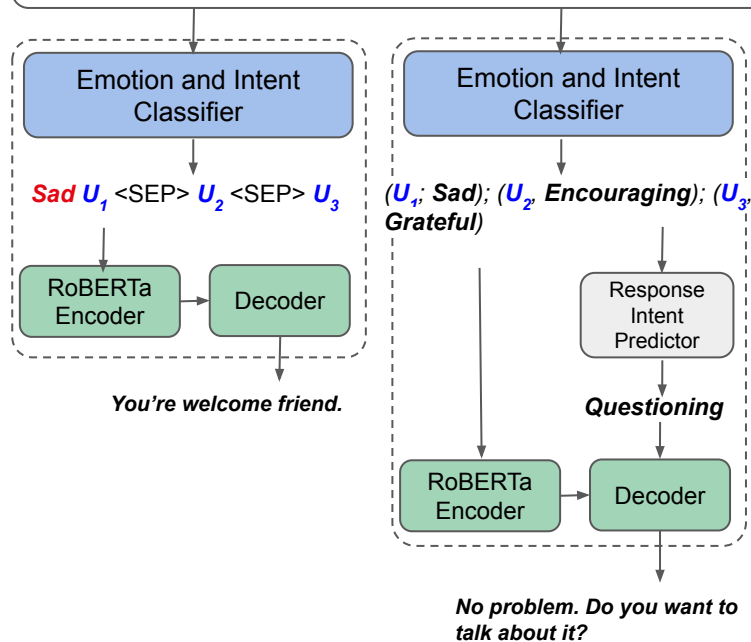 Emotion and Intent
Classifier
Sad U1 <SEP> U2 <SEP> U3
RoBERTa
Encoder
Decoder
You're welcome friend.
Emotion and Intent
Classifier
(U1; Sad); (U2, Encouraging); (U3,
Grateful)
Response
Intent
Predictor
Questioning
RoBERTa
Encoder
Decoder
No problem. Do you want to
talk about it?